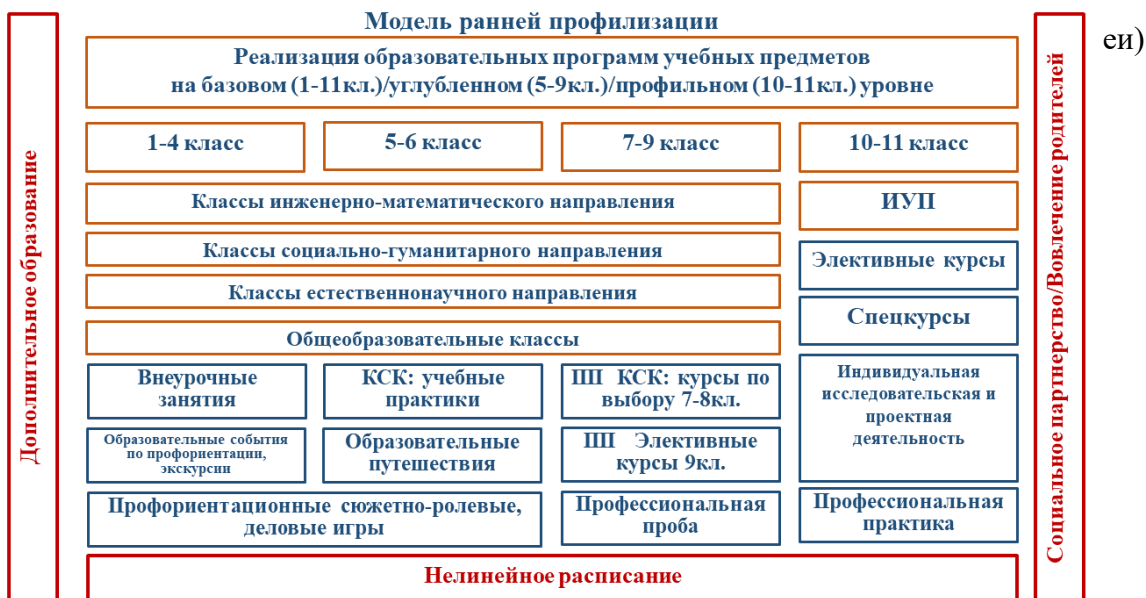 Модель ранней профилизации
еи)
Дополнительное образование
Реализация образовательных программ учебных предметов
на базовом (1-11кл.)/углубленном (5-9кл.)/профильном (10-11кл.) уровне
1-4 класс
5-6 класс
7-9 класс
10-11 класс
Классы инженерно-математического направления
ИУП
Классы социально-гуманитарного направления
Элективные курсы
Классы естественнонаучного направления
Спецкурсы
Общеобразовательные классы
Внеурочные
занятия
КСК: учебные
практики
ПП КСК: курсы по
выбору 7-8кл.
Индивидуальная
исследовательская и
проектная
деятельность
Образовательные события
по профориентации,
экскурсии
Образовательные
путешествия
ПП Элективные
курсы 9кл.
Профориентационные сюжетно-ролевые,
деловые игры
Профессиональная
проба
Профессиональная
практика
Нелинейное расписание
Социальное партнерство/Вовлечение родителей